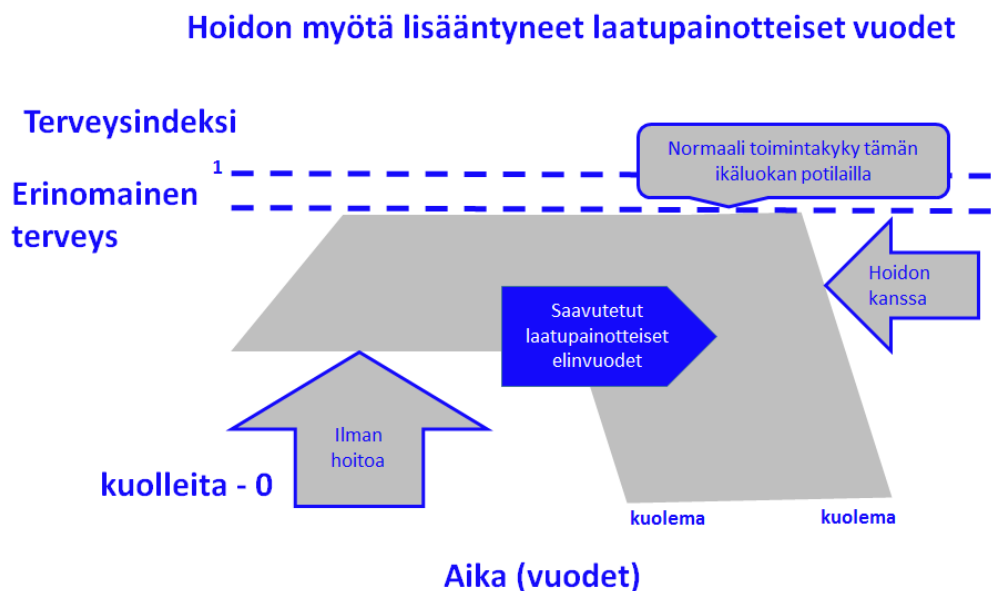 Hoidon myötä lisääntyneet laatupainotteiset vuodet
Terveysindeksi
1
Normaali toimintakyky tämän
ikäluokan potilailla
Erinomainen
terveys
Hoidon
kanssa
Saavutetut
laatupainotteiset
elinvuodet
Ilman
hoitoa
kuolleita - 0
kuolema
kuolema
Aika (vuodet)